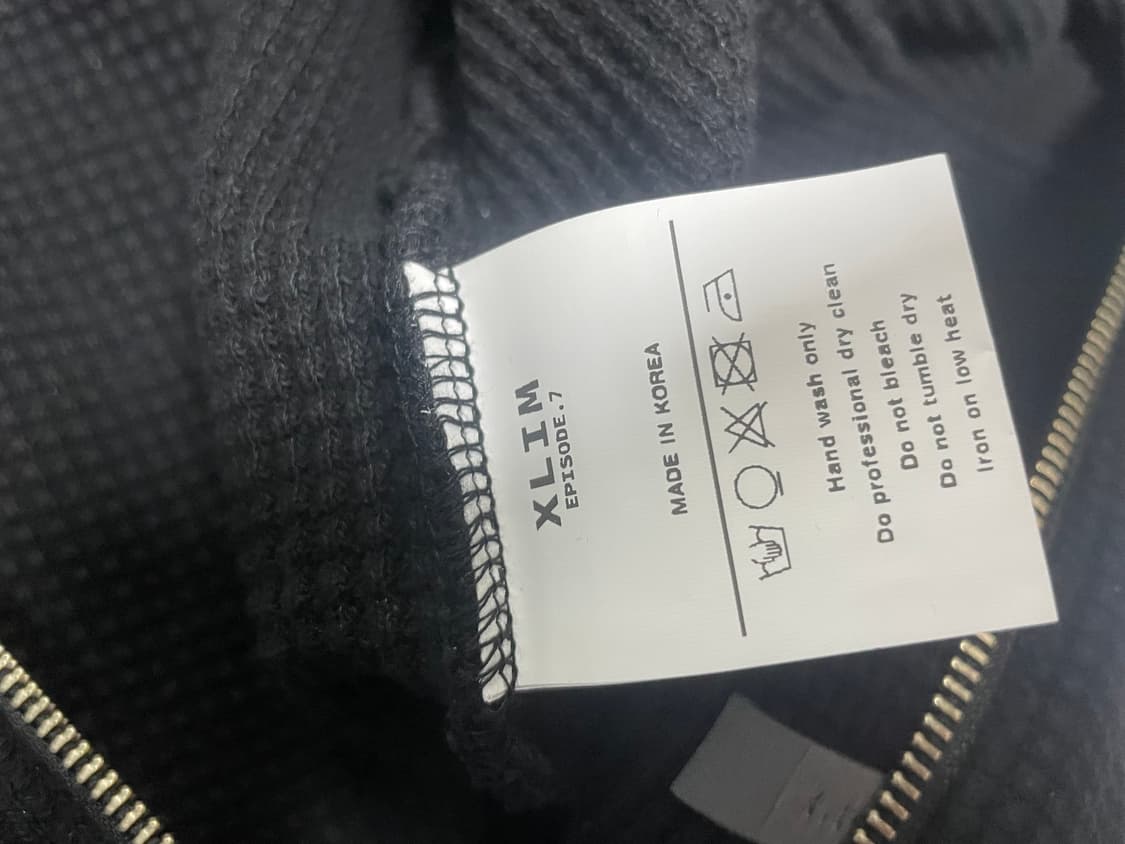 XLIM
EPISODE.7
MADE IN KOREA
Hand wash only
Do professional dry clean
Do not bleach
Do not tumble dry
Iron on low heat